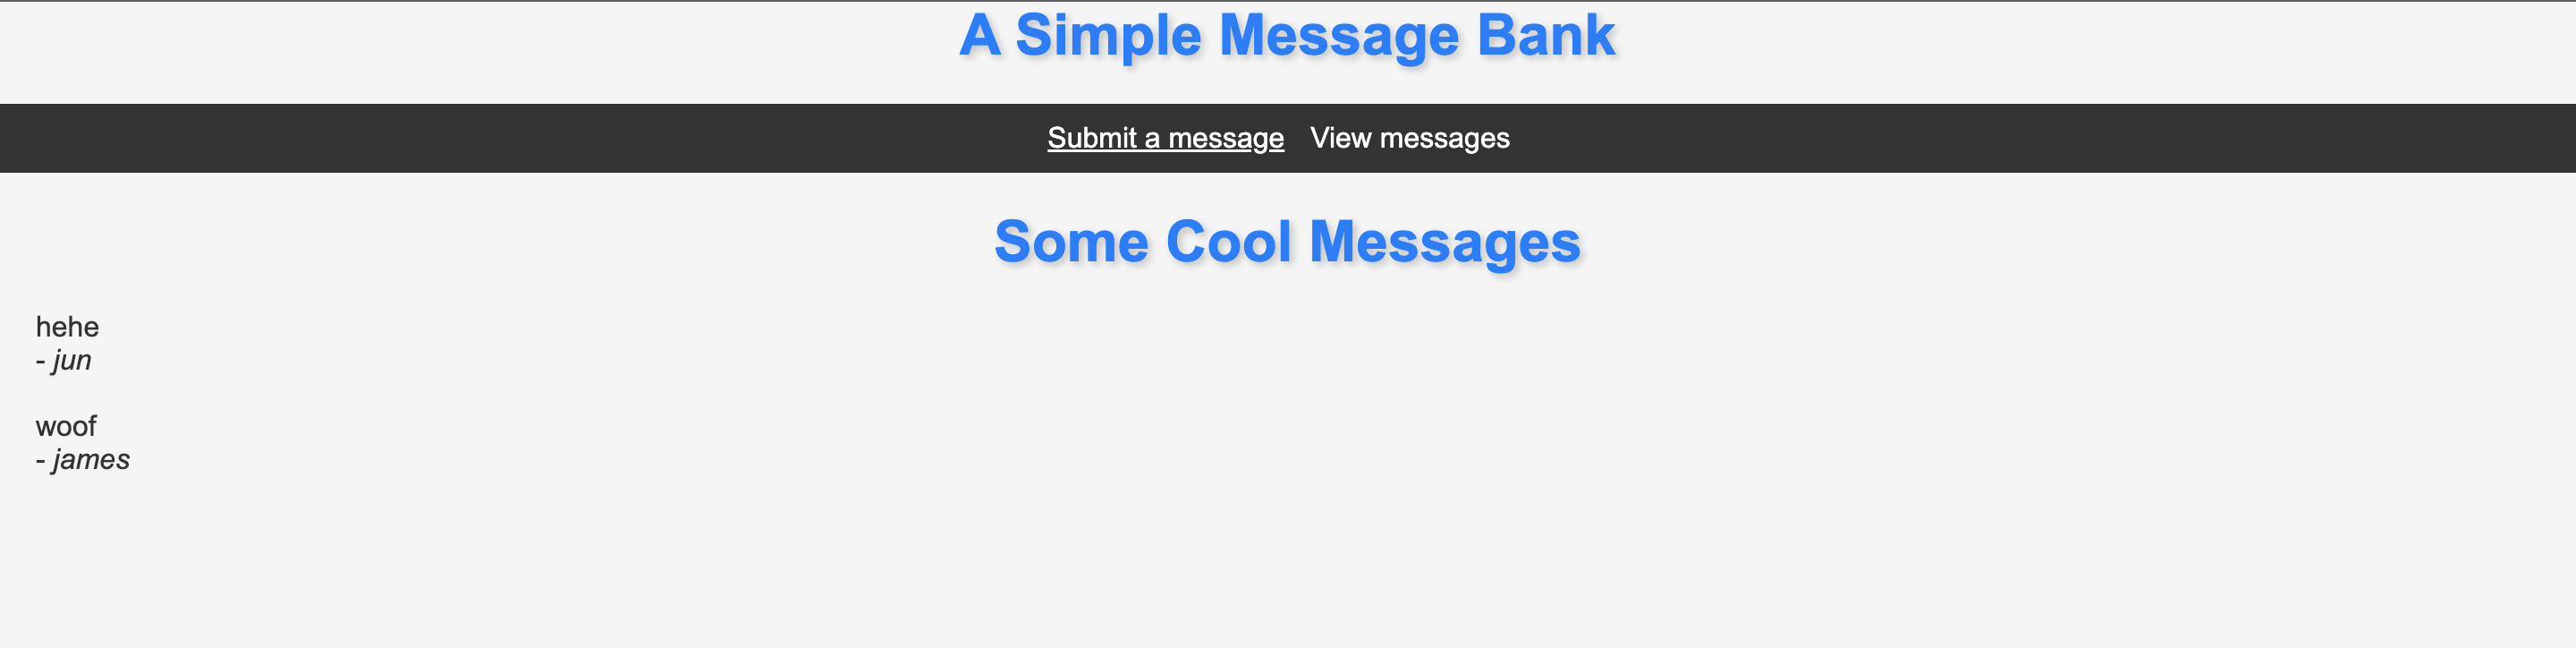 A Simple Message Bank
Submit a message View messages
Some Cool Messages
hehe
- jun
woof
- james